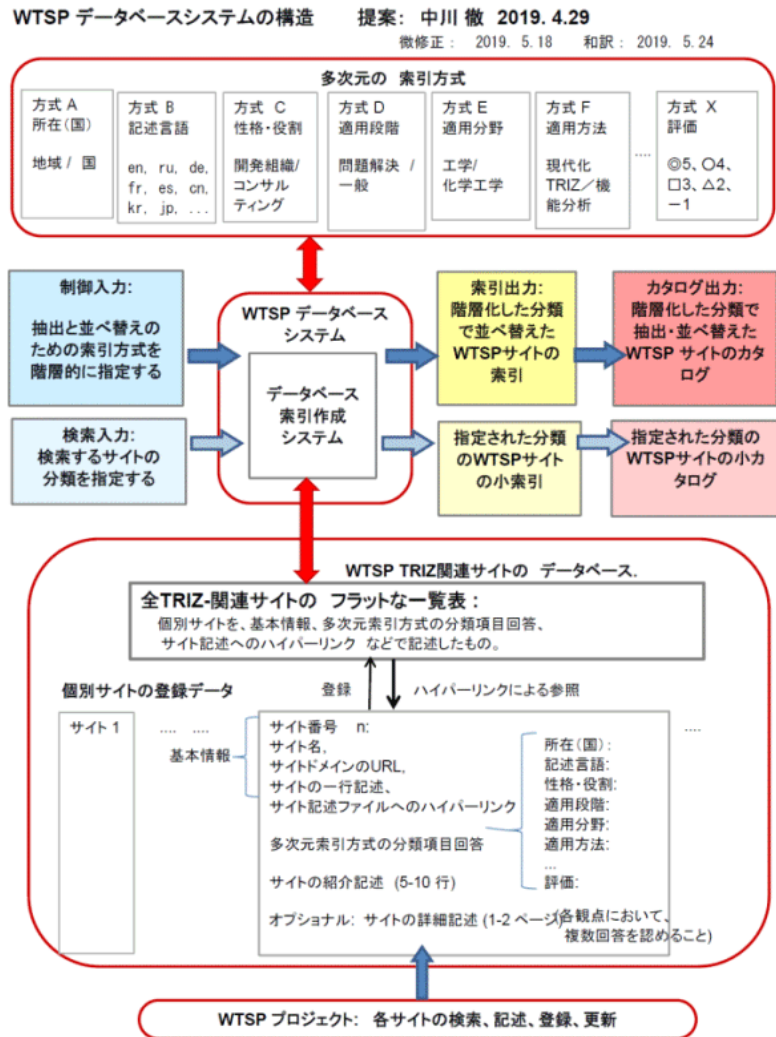 WTSP データベースシステムの構造　　提案： 中川 徹 2019. 4.29
微修正： 2019. 5.18　　和訳： 2019. 5.24
多次元の 索引方式
方式 A
所在(国)
地域 / 国
方式 B
記述言語
en, ru, de,
fr, es, cn,
kr, jp, ...
方式 C
性格・役割
開発組織/
コンサル
ティング
方式 D
適用段階
問題解決 /
一般
方式 E
適用分野
工学/
化学工学
方式 F
適用方法
現代化
TRIZ／機
能分析
....
方式 X
評価
◎5、〇4、
□3、△2、
－1
制御入力:
抽出と並べ替えの
ための索引方式を
階層的に指定する
WTSP データベース
システム
データベース
索引作成
システム
索引出力:
階層化した分類
で並べ替えた
WTSPサイトの
索引
カタログ出力:
階層化した分類で
抽出・並べ替えた
WTSP サイトのカタ
ログ
検索入力:
検索するサイトの
分類を指定する
指定された分類
のWTSPサイト
の小索引
指定された分類の
WTSPサイトの小カ
タログ
WTSP TRIZ関連サイトの データベース.
全TRIZ-関連サイトの フラットな一覧表：
個別サイトを、基本情報、多次元索引方式の分類項目回答、
サイト記述へのハイパーリンク などで記述したもの。
登録
ハイパーリンクによる参照
個別サイトの登録データ
サイト 1
.... ....
基本情報
サイト番号 n:
サイト名,
サイトドメインのURL,
サイトの一行記述、
サイト記述ファイルへのハイパーリンク
多次元索引方式の分類項目回答
サイトの紹介記述 (5-10 行)
オプショナル: サイトの詳細記述 (1-2 ページ)
所在(国):
記述言語:
性格・役割:
適用段階:
適用分野:
適用方法:
...
評価:
(各観点において、
複数回答を認めること)
....
WTSP プロジェクト: 各サイトの検索、記述、登録、更新